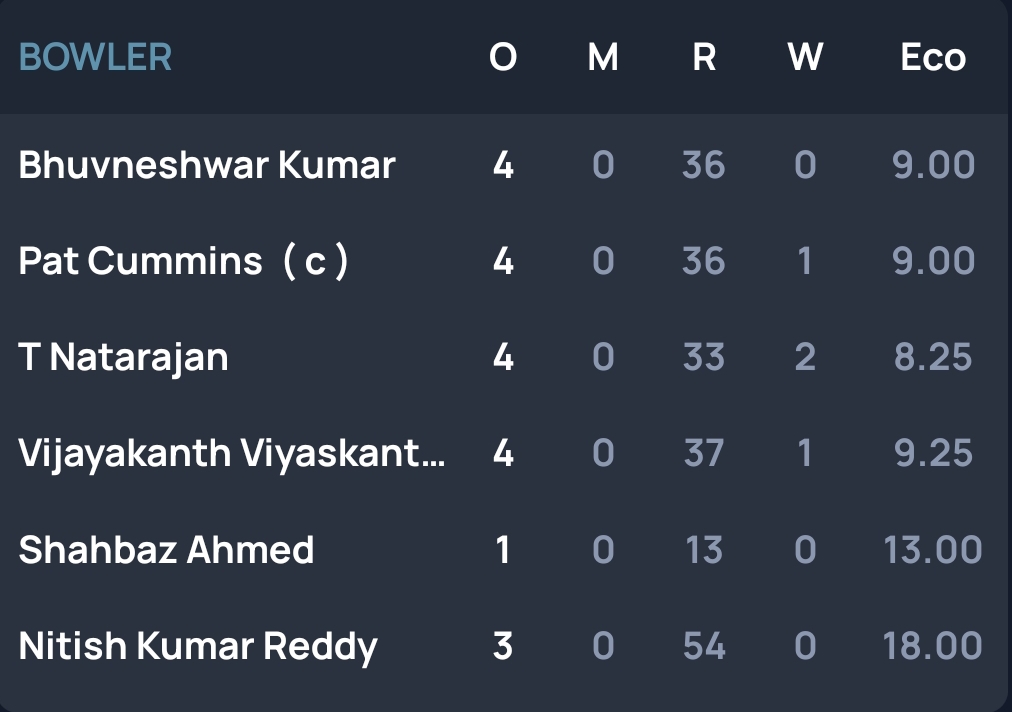 BOWLER O M R W Eco
Bhuvneshwar Kumar 4 0 36 0 9.00
Pat Cummins ( c ) 4 0 36 1 9.00
T Natarajan 4 0 33 2 8.25
Vijayakanth Viyaskant... 4 0 37 1 9.25
Shahbaz Ahmed 1 0 13 0 13.00
Nitish Kumar Reddy 3 0 54 0 18.00